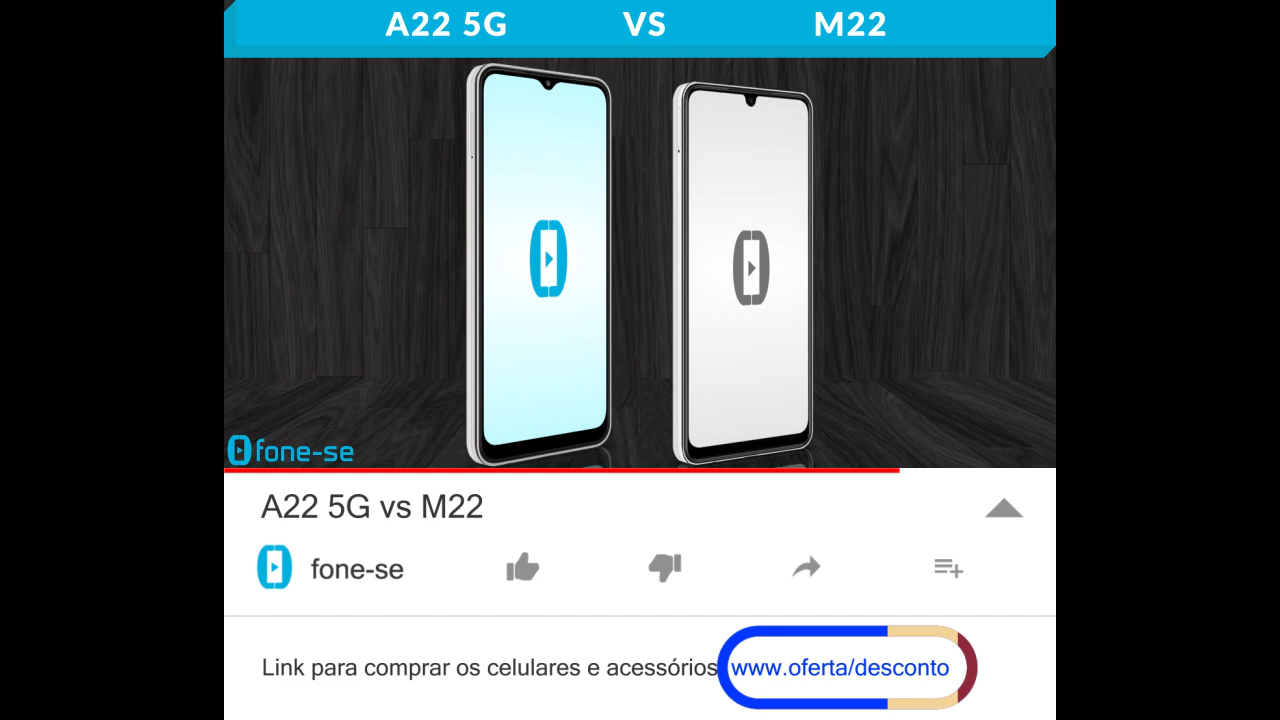 A22 5G VS M22
fone-se
A22 5G vs M22
fone-se
Link para comprar os celulares e acessórios www.oferta/desconto